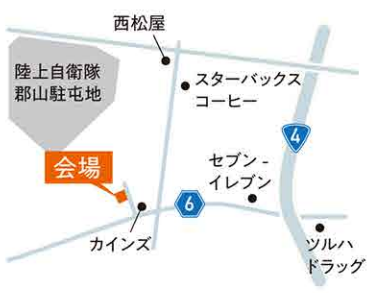 西松屋
陸上自衛隊
郡山駐屯地
スターバックス
コーヒー
4
会場
セブン-
イレブン
6
カインズ
ツルハ
ドラッグ